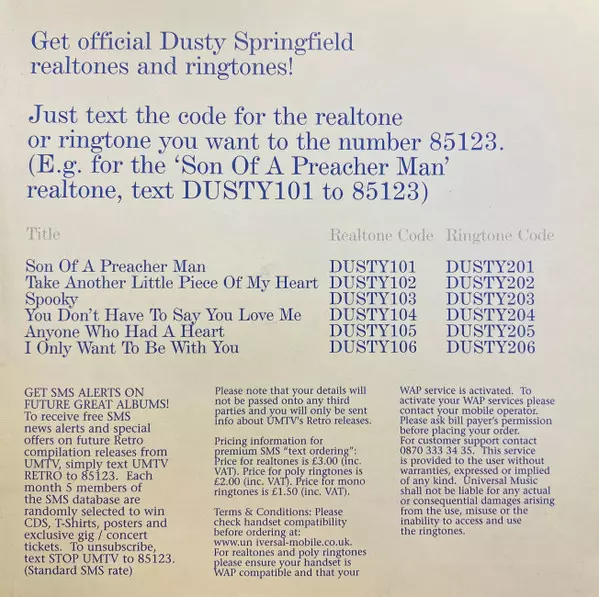 Get official Dusty Springfield
realtones and ringtones!
Just text the code for the realtone
or ringtone you want to the number 85123.
(E.g. for the ‘Son Of A Preacher Man’
realtone, text DUSTY101 to 85123)
Title Realtone Code Ringtone Code
Son Of A Preacher Man DUSTY101 DUSTY201
Take Another Little Piece Of My Heart DUSTY102 DUSTY202
Spooky DUSTY103 DUSTY203
You Don’t Have To Say You Love Me DUSTY104 DUSTY204
Anyone Who Had A Heart DUSTY105 DUSTY205
I Only Want To Be With You DUSTY106 DUSTY206
GET SMS ALERTS ON
FUTURE GREAT ALBUMS!
To receive free SMS
news alerts and special
offers on future Retro
compilation releases from
UMTV, simply text UMTV
RETRO to 85123. Each
month 5 members of
the SMS database are
randomly selected to win
CDS, T-Shirts, posters and
exclusive gig / concert
tickets. To unsubscribe,
text STOP UMTV to 85123.
(Standard SMS rate)
Please note that your details will
not be passed onto any third
parties and you will only be sent
info about UMTV’s Retro releases.
Pricing information for
premium SMS “text ordering”:
Price for realtones is £3.00 (inc.
VAT). Price for poly ringtones is
£2.00 (inc. VAT). Price for mono
ringtones is £1.50 (inc. VAT).
Terms & Conditions: Please
check handset compatibility
before ordering at:
www.un iversal-mobile.co.uk.
For realtones and poly ringtones
please ensure your handset is
WAP compatible and that your
WAP service is activated. To
activate your WAP services please
contact your mobile operator.
Please ask bill payer’s permission
before placing your order.
For customer support contact
0870 333 34 35. This service
is provided to the user without
warranties, expressed or implied
of any kind. Universal Music
shall not be liable for any actual
or consequential damages arising
from the use, misuse or the
inability to access and use
the ringtones.